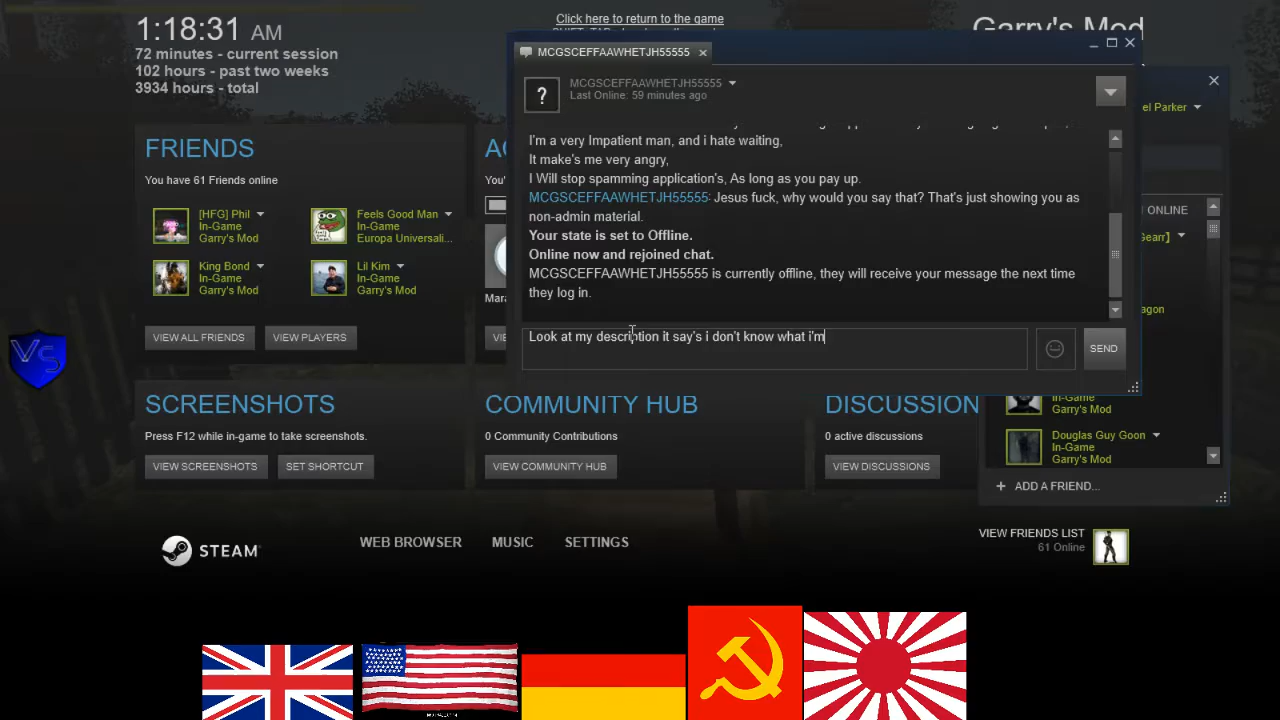 1:18:31 AM
72 minutes - current session
102 hours - past two weeks
3934 hours - total
Click here to return to the game
Garry's Mod
MCGSCEFFAAWHETJH55555
MCGSCEFFAAWHETJH55555
Last Online: 59 minutes ago
?
I'm a very Impatient man, and i hate waiting,
It make's me very angry,
I Will stop spamming application's, As long as you pay up.
MCGSCEFFAAWHETJH55555: Jesus fuck, why would you say that? That's just showing you as
non-admin material.
Your state is set to Offline.
Online now and rejoined chat.
MCGSCEFFAAWHETJH55555 is currently offline, they will receive your message the next time
they log in.
Look at my description it say's i don't know what i'm
SEND
el Parker
ONLINE
Gearr]
agon
In-Game
Garry's Mod
Douglas Guy Goon
In-Game
Garry's Mod
+ ADD A FRIEND...
FRIENDS
You have 61 Friends online
[HFG] Phil
In-Game
Garry's Mod
Feels Good Man
In-Game
Europa Universali...
King Bond
In-Game
Garry's Mod
Lil Kim
In-Game
Garry's Mod
VIEW ALL FRIENDS
VIEW PLAYERS
AC
You'
Mara
VS
SCREENSHOTS
Press F12 while in-game to take screenshots.
VIEW SCREENSHOTS
SET SHORTCUT
COMMUNITY HUB
0 Community Contributions
VIEW COMMUNITY HUB
DISCUSSION
0 active discussions
VIEW DISCUSSIONS
STEAM
WEB BROWSER
MUSIC
SETTINGS
VIEW FRIENDS LIST
61 Online